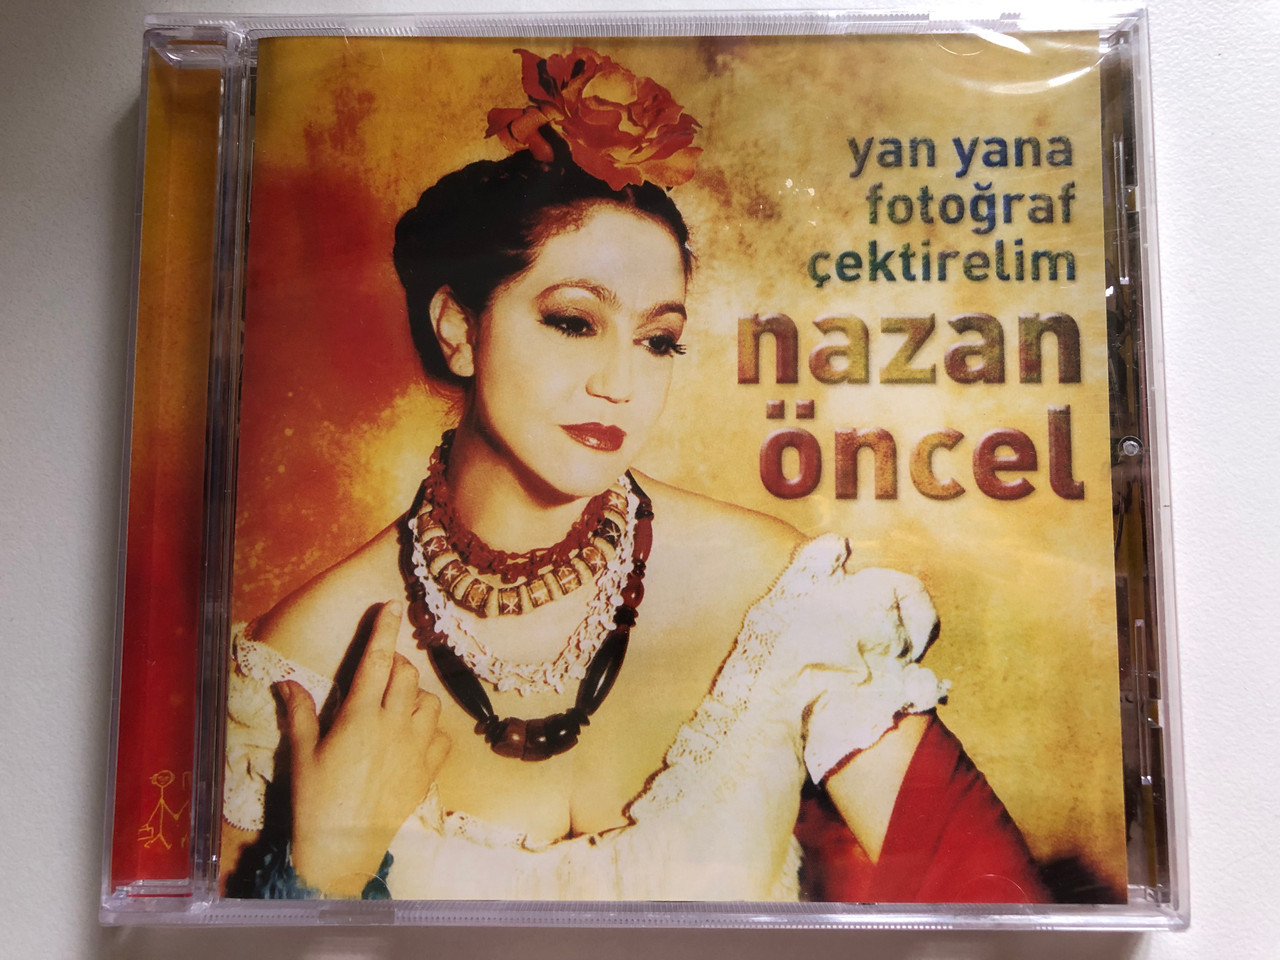 yan yana
fotoğraf
çektirelim
nazan
öncel